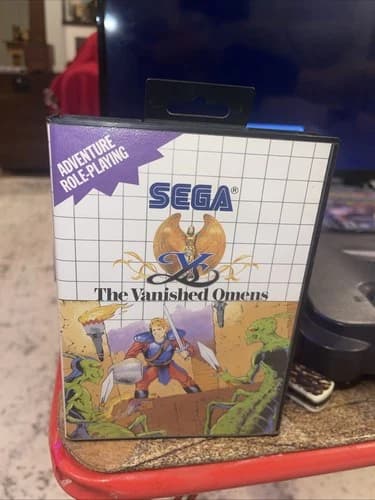 ADVENTURE
ROLE-PLAYING
SEGA®
Ys
The Vanished Omens